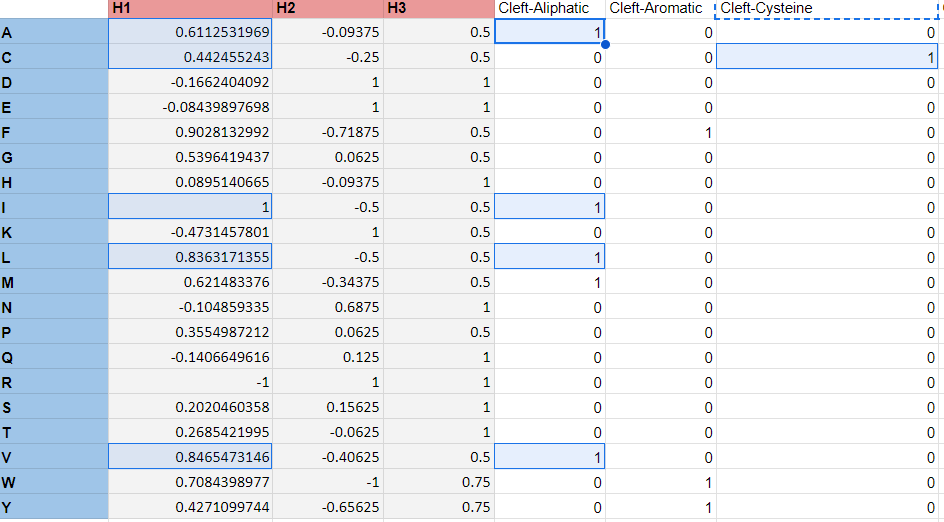 H1 H2 H3 Cleft-Aliphatic Cleft-Aromatic Cleft-Cysteine
A 0.6112531969 -0.09375 0.5 1 0 0
C 0.442455243 -0.25 0.5 0 0 1
D -0.1662404092 1 1 0 0 0
E -0.08439897698 1 1 0 0 0
F 0.9028132992 -0.71875 0.5 0 1 0
G 0.5396419437 0.0625 0.5 0 0 0
H 0.0895140665 -0.09375 1 0 0 0
I 1 -0.5 0.5 1 0 0
K -0.4731457801 1 0.5 0 0 0
L 0.8363171355 -0.5 0.5 1 0 0
M 0.621483376 -0.34375 0.5 1 0 0
N -0.104859335 0.6875 1 0 0 0
P 0.3554987212 0.0625 0.5 0 0 0
Q -0.1406649616 0.125 1 0 0 0
R -1 1 1 0 0 0
S 0.2020460358 0.15625 1 0 0 0
T 0.2685421995 -0.0625 1 0 0 0
V 0.8465473146 -0.40625 0.5 1 0 0
W 0.7084398977 -1 0.75 0 1 0
Y 0.4271099744 -0.65625 0.75 0 1 0